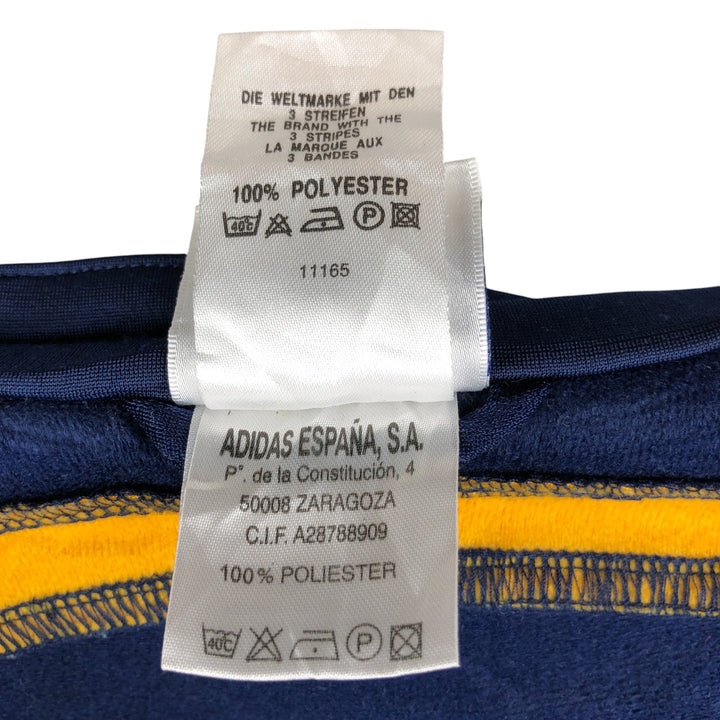 DIE WELTMARKE MIT DEN
3 STREIFEN
THE BRAND WITH THE
3 STRIPES
LA MARQUE AUX
3 BANDES
100% POLYESTER
40°C P
11165
ADIDAS ESPAÑA, S.A.
P°. de la Constitución, 4
50008 ZARAGOZA
C.I.F. A28788909
100% POLIESTER
40°C P